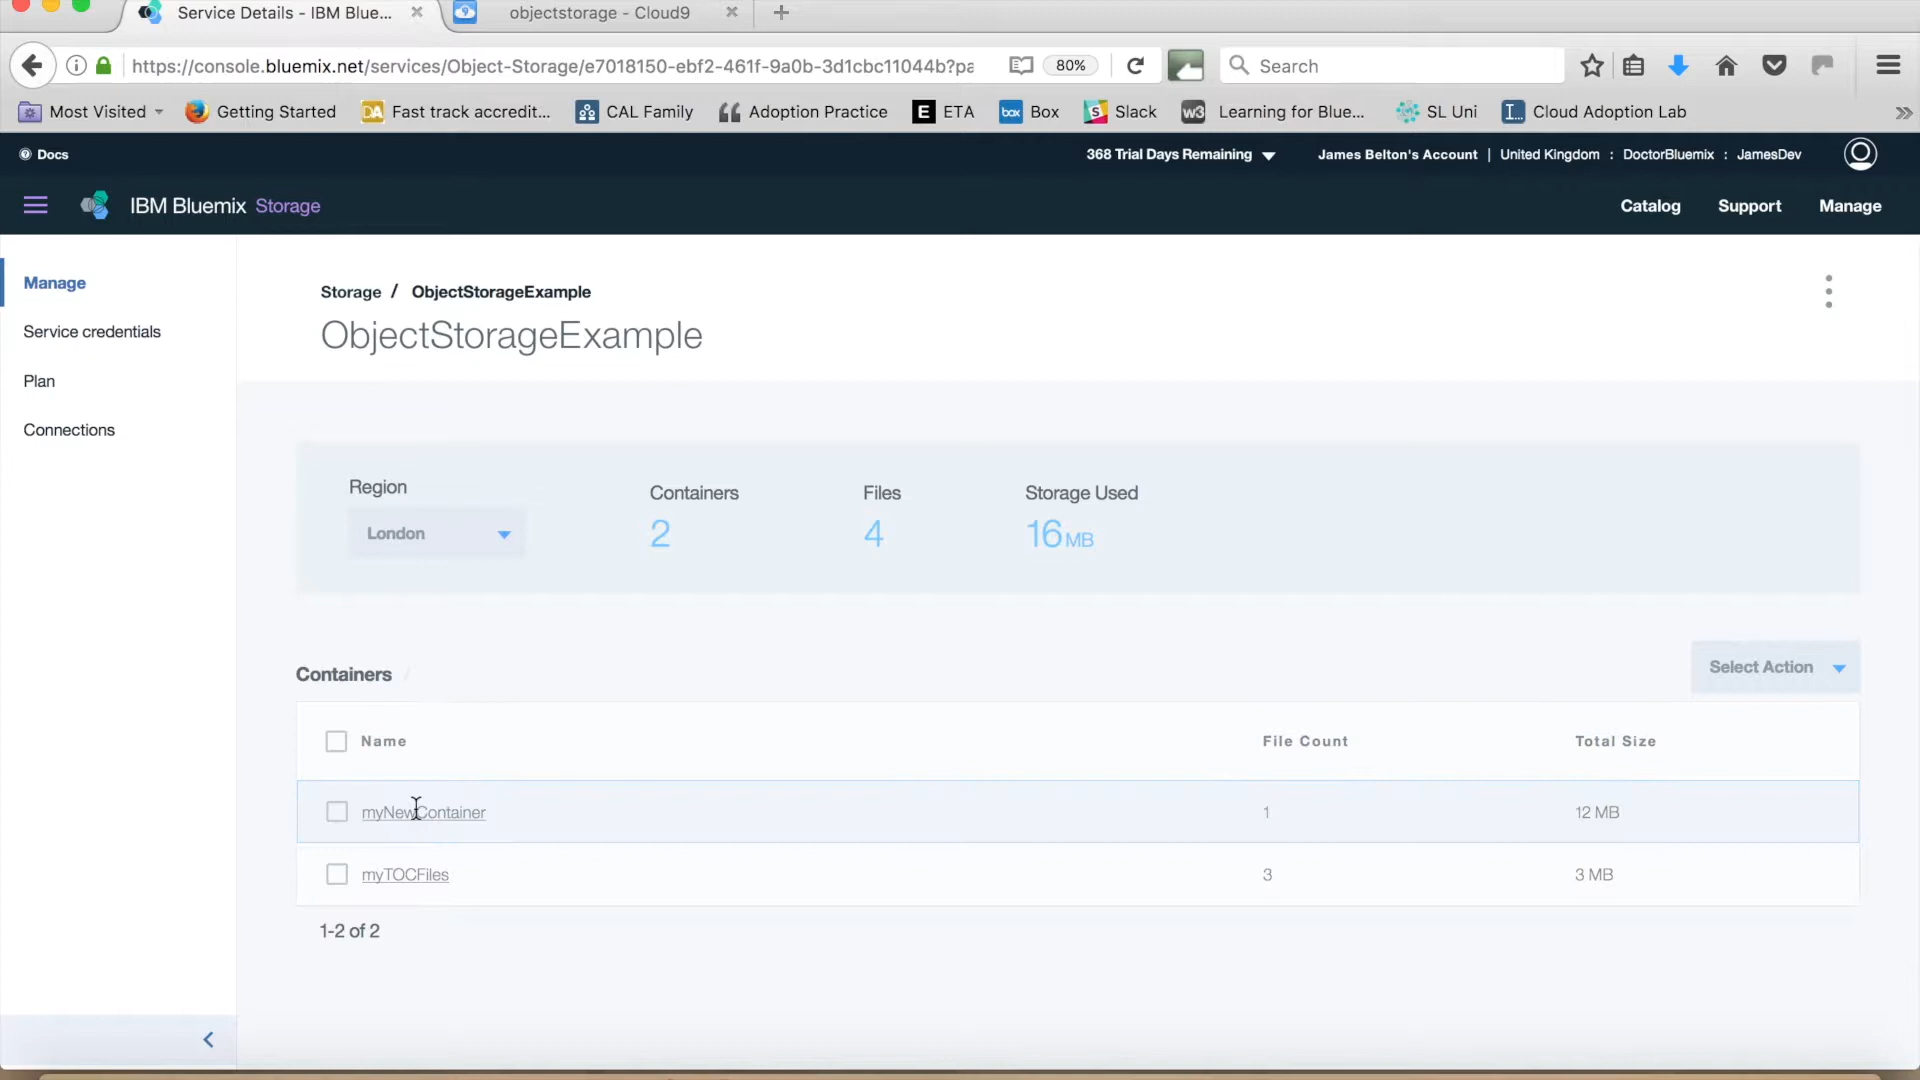 Service Details - IBM Blue...
objectstorage - Cloud9
https://console.bluemix.net/services/Object-Storage/e7018150-ebf2-461f-9a0b-3d1cbc11044b?pa
80%
Search
Most Visited
Getting Started
DA Fast track accredit...
CAL Family
Adoption Practice
E ETA
box Box
S Slack
w3 Learning for Blue...
SL Uni
I... Cloud Adoption Lab
Docs
368 Trial Days Remaining
James Belton's Account | United Kingdom : DoctorBluemix : JamesDev
IBM Bluemix Storage
Catalog
Support
Manage
Manage
Service credentials
Plan
Connections
Storage / ObjectStorageExample
ObjectStorageExample
Region
London
Containers
2
Files
4
Storage Used
16 MB
Containers /
Select Action
Name File Count Total Size
myNewContainer 1 12 MB
myTOCFiles 3 3 MB
1-2 of 2